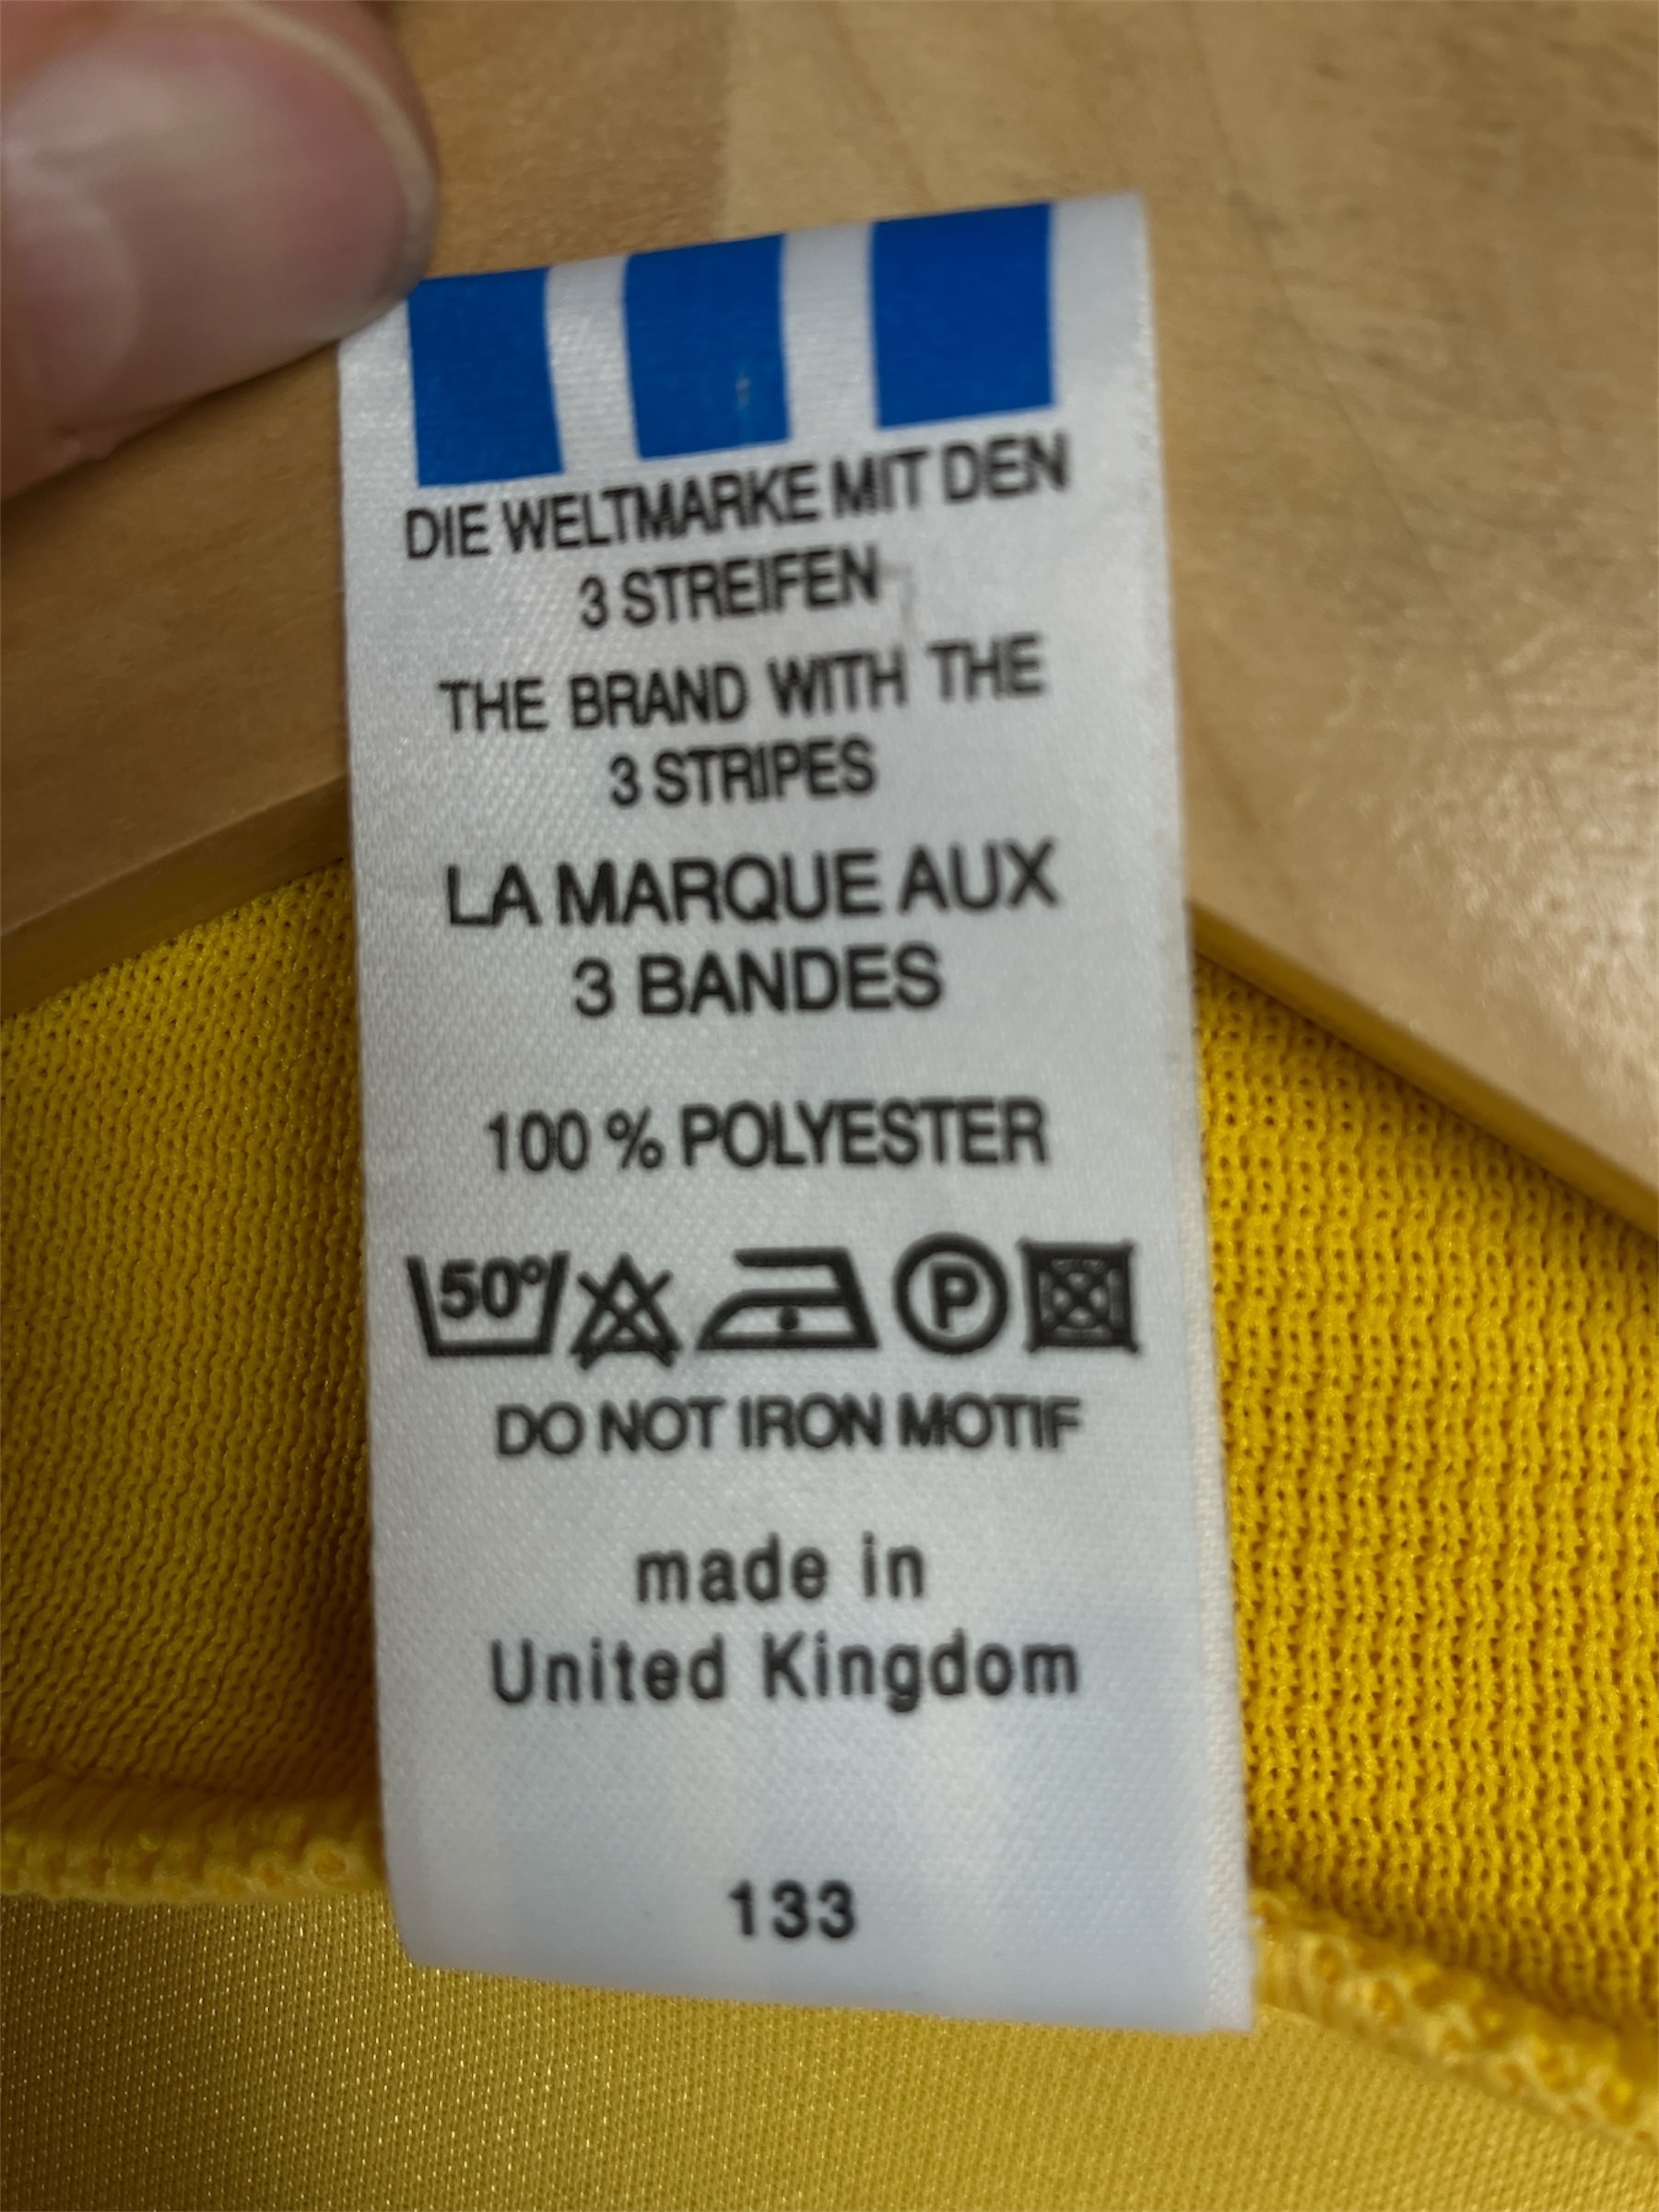 DIE WELTMARKE MIT DEN
3 STREIFEN
THE BRAND WITH THE
3 STRIPES
LA MARQUE AUX
3 BANDES
100 % POLYESTER
50° P
DO NOT IRON MOTIF
made in
United Kingdom
133